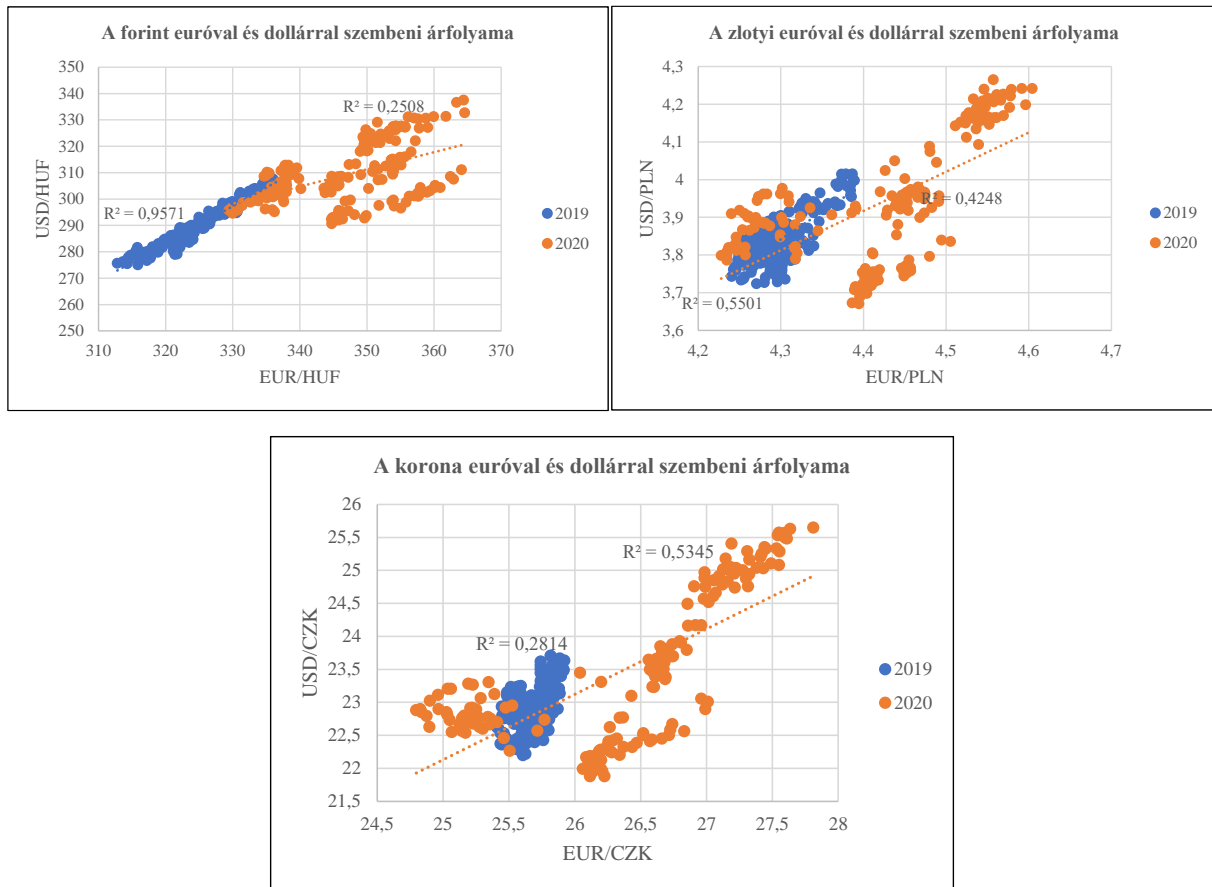 A forint euróval és dollárral szembeni árfolyama
350
340
330
320
310
300
290
280
270
260
250
USD/HUF
R² = 0,2508
R² = 0,9571
310 320 330 340 350 360 370
EUR/HUF
2019
2020
A zlotyi euróval és dollárral szembeni árfolyama
4,3
4,2
4,1
4
3,9
3,8
3,7
3,6
USD/PLN
R² = 0,4248
R² = 0,5501
4,2 4,3 4,4 4,5 4,6 4,7
EUR/PLN
2019
2020
A korona euróval és dollárral szembeni árfolyama
26
25,5
25
24,5
24
23,5
23
22,5
22
21,5
USD/CZK
R² = 0,5345
R² = 0,2814
24,5 25 25,5 26 26,5 27 27,5 28
EUR/CZK
2019
2020